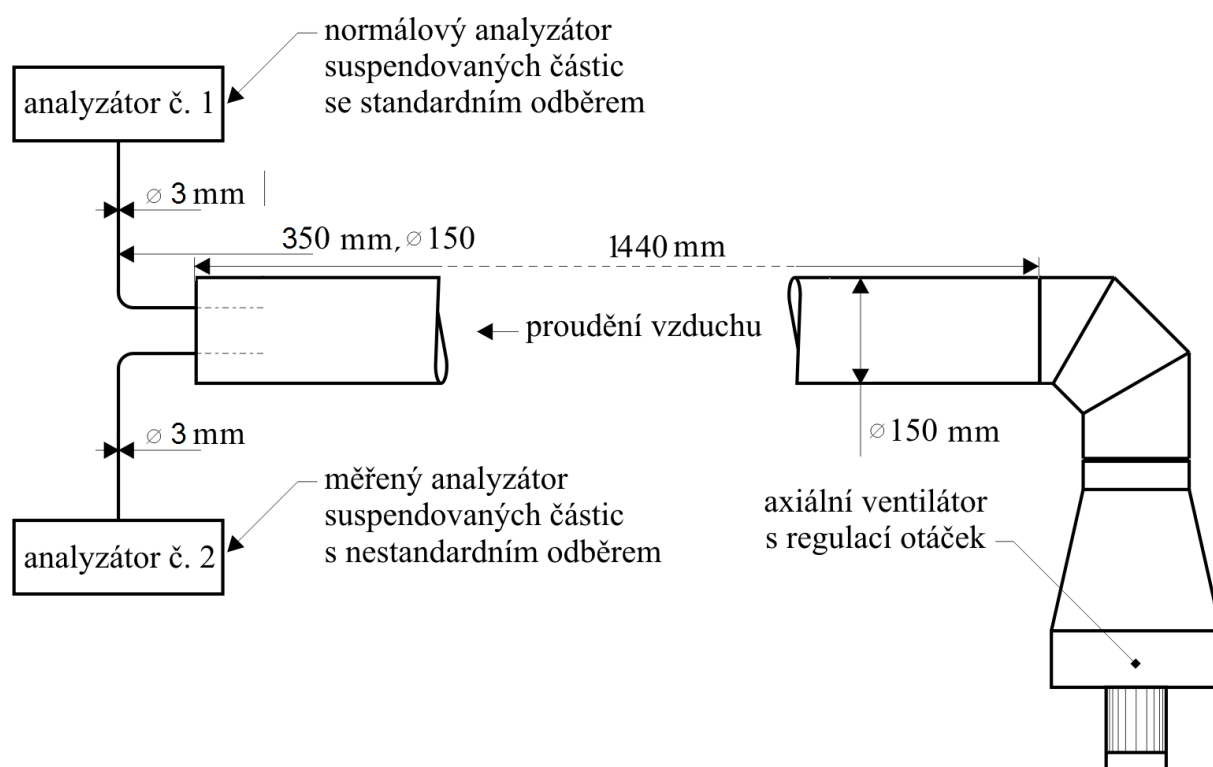 normálový analyzátor
suspendovaných částic
se standardním odběrem
analyzátor č. 1
⌀ 3 mm
350 mm, ⌀ 150
1440 mm
proudění vzduchu
⌀ 150 mm
⌀ 3 mm
měřený analyzátor
suspendovaných částic
s nestandardním odběrem
analyzátor č. 2
axiální ventilátor
s regulací otáček